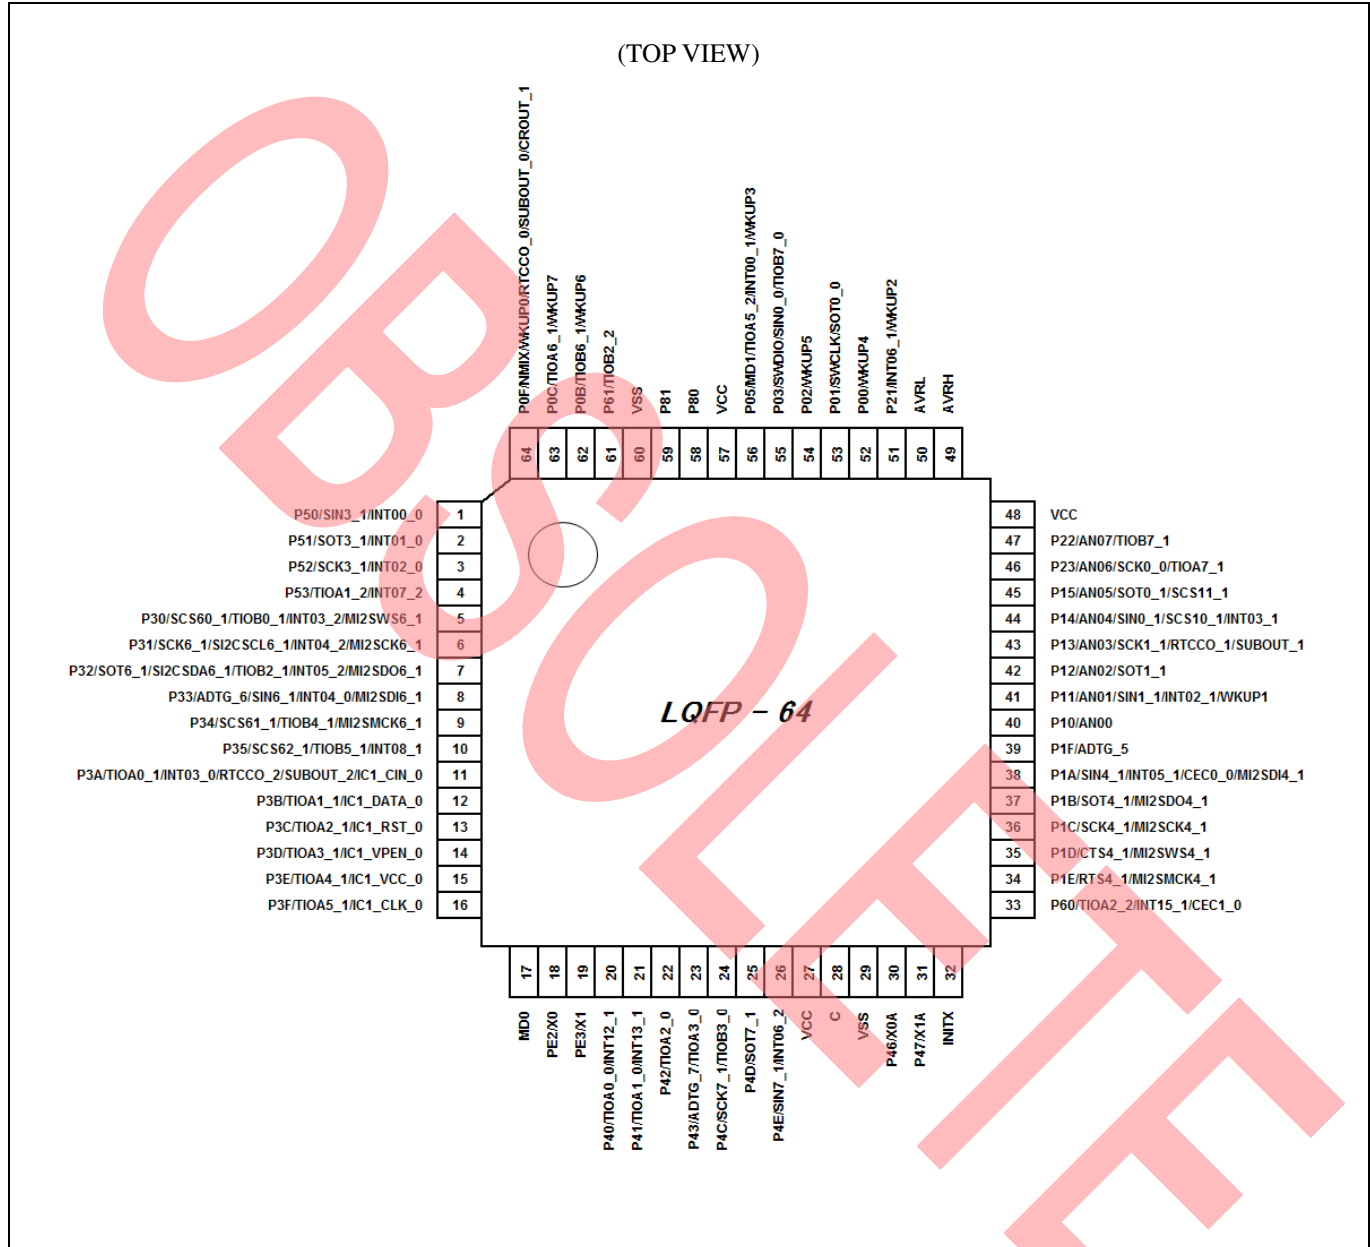 (TOP VIEW)
P0F/NMIX/WKUP0/RTCCO_0/SUBOUT_0/CROUT_1
P0C/TIOA6_1/WKUP7
P0B/TIOB6_1/WKUP6
P61/TIOB2_2
VSS
P81
P80
VCC
P05/MD1/TIOA5_2/INT00_1/WKUP3
P03/SWDIO/SIN0_0/TIOB7_0
P02/WKUP5
P01/SWCLK/SOT0_0
P00/WKUP4
P21/INT06_1/WKUP2
AVRL
AVRH
64 63 62 61 60 59 58 57 56 55 54 53 52 51 50 49
P50/SIN3_1/INT00_0 1
P51/SOT3_1/INT01_0 2
P52/SCK3_1/INT02_0 3
P53/TIOA1_2/INT07_2 4
P30/SCS60_1/TIOB0_1/INT03_2/MI2SWS6_1 5
P31/SCK6_1/SI2CSCL6_1/INT04_2/MI2SCK6_1 6
P32/SOT6_1/SI2CSDA6_1/TIOB2_1/INT05_2/MI2SDO6_1 7
P33/ADTG_6/SIN6_1/INT04_0/MI2SDI6_1 8
P34/SCS61_1/TIOB4_1/MI2SMCK6_1 9
P35/SCS62_1/TIOB5_1/INT08_1 10
P3A/TIOA0_1/INT03_0/RTCCO_2/SUBOUT_2/IC1_CIN_0 11
P3B/TIOA1_1/IC1_DATA_0 12
P3C/TIOA2_1/IC1_RST_0 13
P3D/TIOA3_1/IC1_VPEN_0 14
P3E/TIOA4_1/IC1_VCC_0 15
P3F/TIOA5_1/IC1_CLK_0 16
LQFP - 64
48 VCC
47 P22/AN07/TIOB7_1
46 P23/AN06/SCK0_0/TIOA7_1
45 P15/AN05/SOT0_1/SCS11_1
44 P14/AN04/SIN0_1/SCS10_1/INT03_1
43 P13/AN03/SCK1_1/RTCCO_1/SUBOUT_1
42 P12/AN02/SOT1_1
41 P11/AN01/SIN1_1/INT02_1/WKUP1
40 P10/AN00
39 P1F/ADTG_5
38 P1A/SIN4_1/INT05_1/CEC0_0/MI2SDI4_1
37 P1B/SOT4_1/MI2SDO4_1
36 P1C/SCK4_1/MI2SCK4_1
35 P1D/CTS4_1/MI2SWS4_1
34 P1E/RTS4_1/MI2SMCK4_1
33 P60/TIOA2_2/INT15_1/CEC1_0
17 18 19 20 21 22 23 24 25 26 27 28 29 30 31 32
MD0
PE2/X0
PE3/X1
P40/TIOA0_0/INT12_1
P41/TIOA1_0/INT13_1
P42/TIOA2_0
P43/ADTG_7/TIOA3_0
P4C/SCK7_1/TIOB3_0
P4D/SOT7_1
P4E/SIN7_1/INT06_2
VCC
C
VSS
P46/X0A
P47/X1A
INITX
OBSOLETE